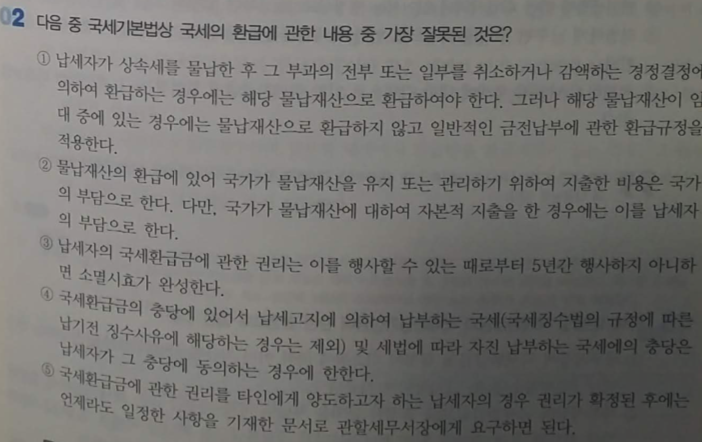 02 다음 중 국세기본법상 국세의 환급에 관한 내용 중 가장 잘못된 것은?
① 납세자가 상속세를 물납한 후 그 부과의 전부 또는 일부를 취소하거나 감액하는 경정결정에
의하여 환급하는 경우에는 해당 물납재산으로 환급하여야 한다. 그러나 해당 물납재산이 임
대 중에 있는 경우에는 물납재산으로 환급하지 않고 일반적인 금전납부에 관한 환급규정을
적용한다.
② 물납재산의 환급에 있어 국가가 물납재산을 유지 또는 관리하기 위하여 지출한 비용은 국가
의 부담으로 한다. 다만, 국가가 물납재산에 대하여 자본적 지출을 한 경우에는 이를 납세자
의 부담으로 한다.
③ 납세자의 국세환급금에 관한 권리는 이를 행사할 수 있는 때로부터 5년간 행사하지 아니하
면 소멸시효가 완성한다.
④ 국세환급금의 충당에 있어서 납세고지에 의하여 납부하는 국세(국세징수법의 규정에 따른
납기전 징수사유에 해당하는 경우는 제외) 및 세법에 따라 자진 납부하는 국세에의 충당은
납세자가 그 충당에 동의하는 경우에 한한다.
⑤ 국세환급금에 관한 권리를 타인에게 양도하고자 하는 납세자의 경우 권리가 확정된 후에는
언제라도 일정한 사항을 기재한 문서로 관할세무서장에게 요구하면 된다.